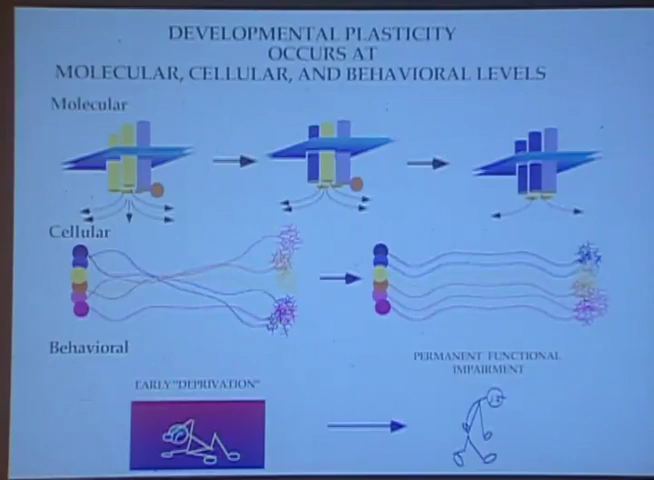 DEVELOPMENTAL PLASTICITY
OCCURS AT
MOLECULAR, CELLULAR, AND BEHAVIORAL LEVELS
Molecular
Cellular
Behavioral
EARLY "DEPRIVATION"
PERMANENT FUNCTIONAL
IMPAIRMENT